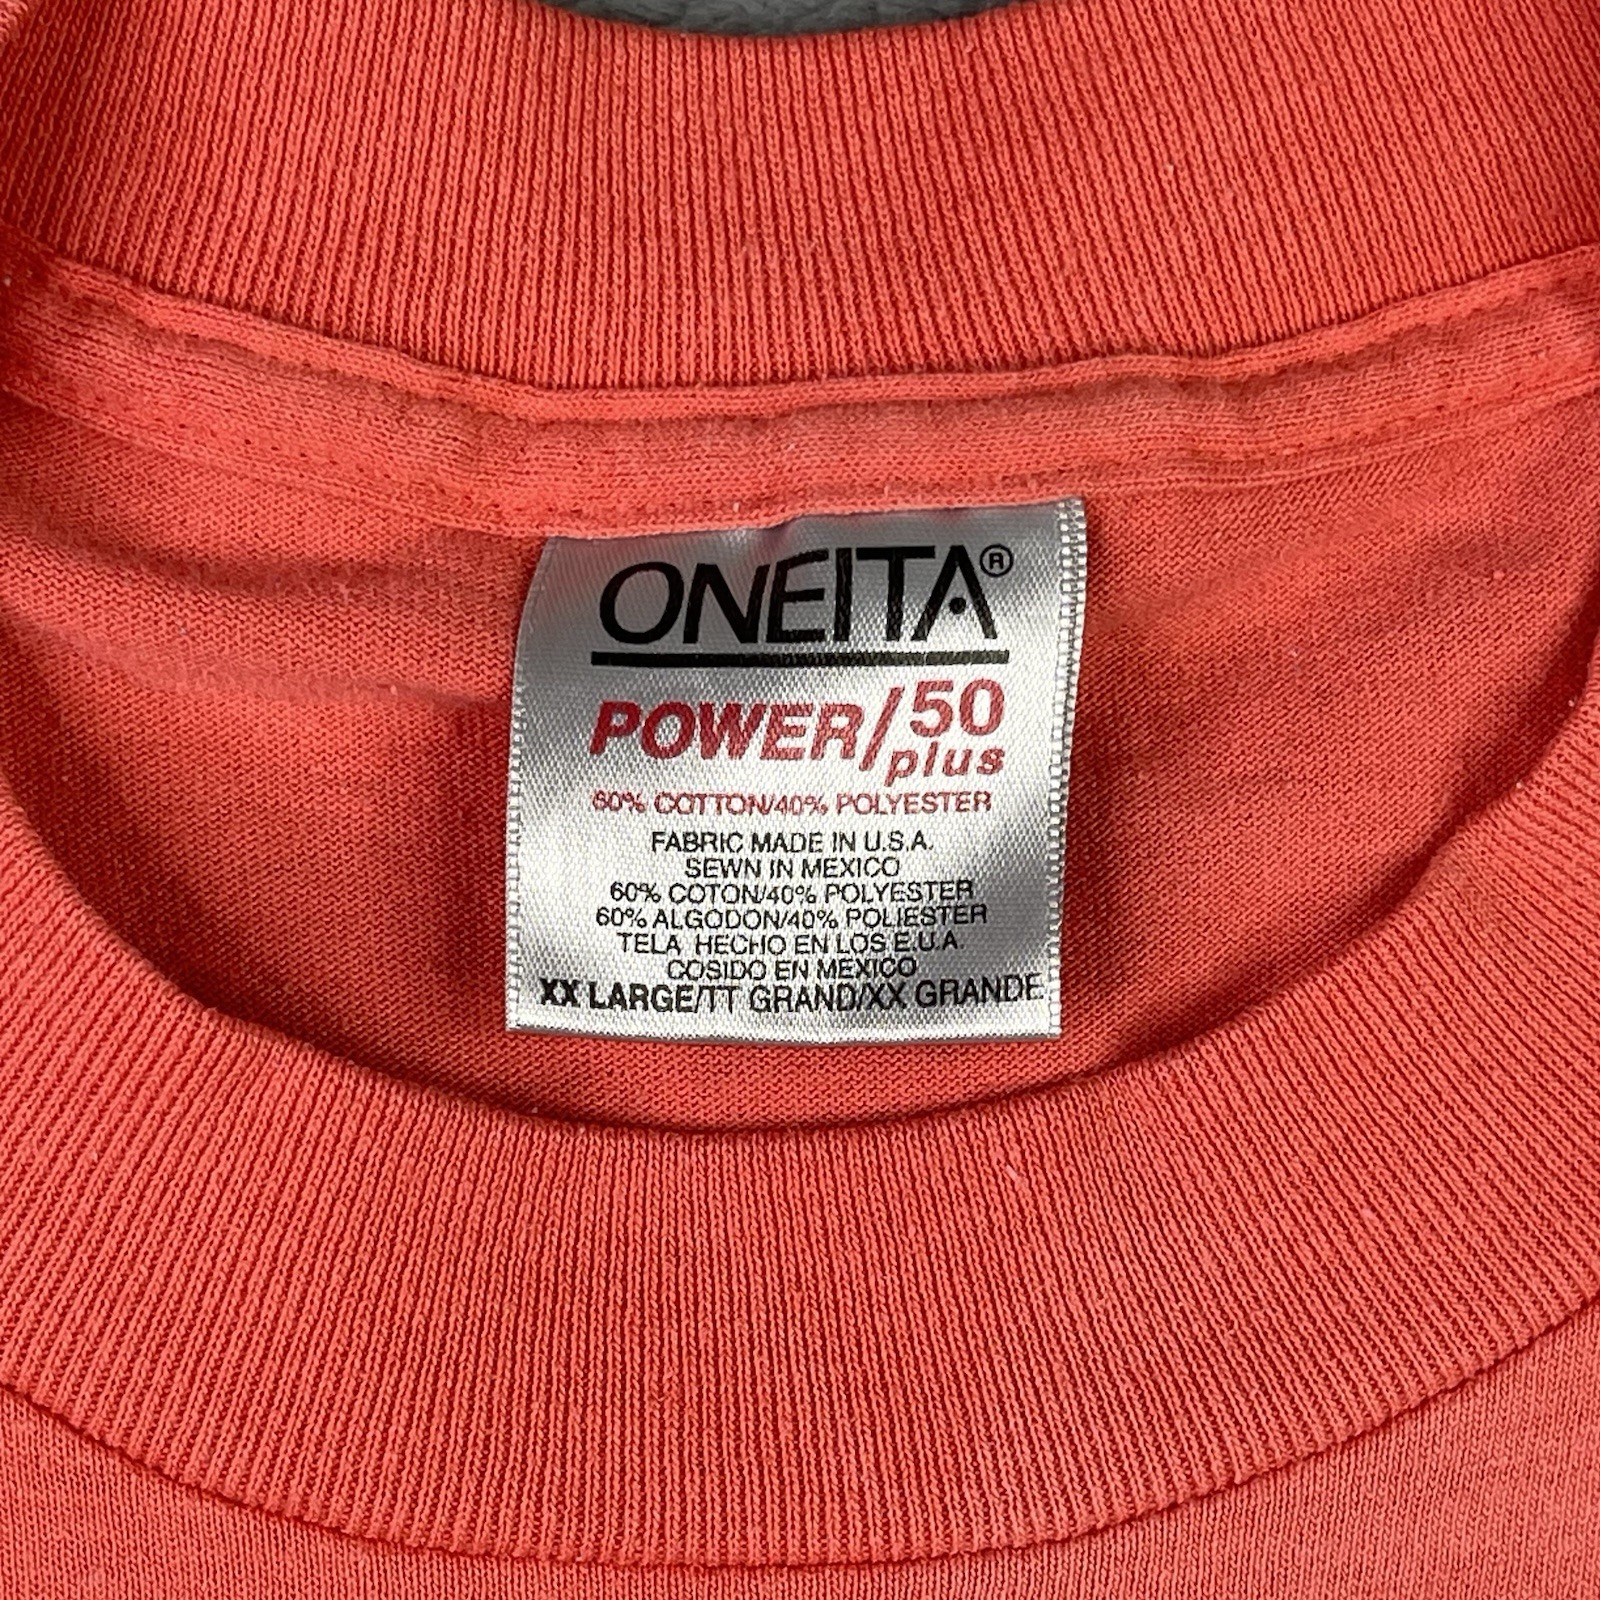 ONEITA®
POWER/50
plus
60% COTTON/40% POLYESTER
FABRIC MADE IN U.S.A.
SEWN IN MEXICO
60% COTON/40% POLYESTER
60% ALGODON/40% POLIESTER
TELA HECHO EN LOS E.U.A.
COSIDO EN MEXICO
XX LARGE/TT GRAND/XX GRANDE